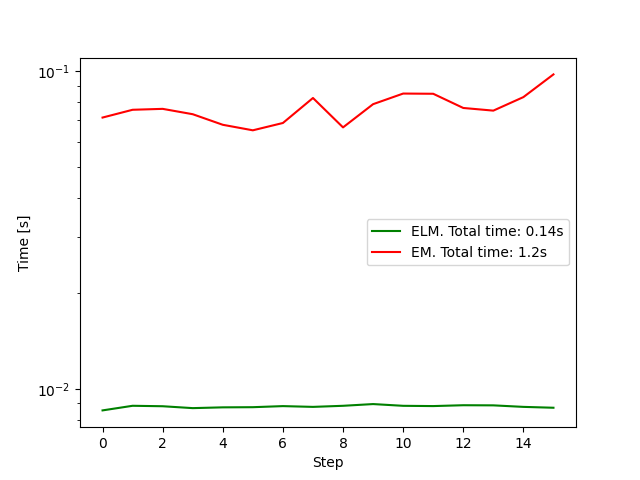 10⁻¹
10⁻²
Time [s]
ELM. Total time: 0.14s
EM. Total time: 1.2s
0 2 4 6 8 10 12 14
Step